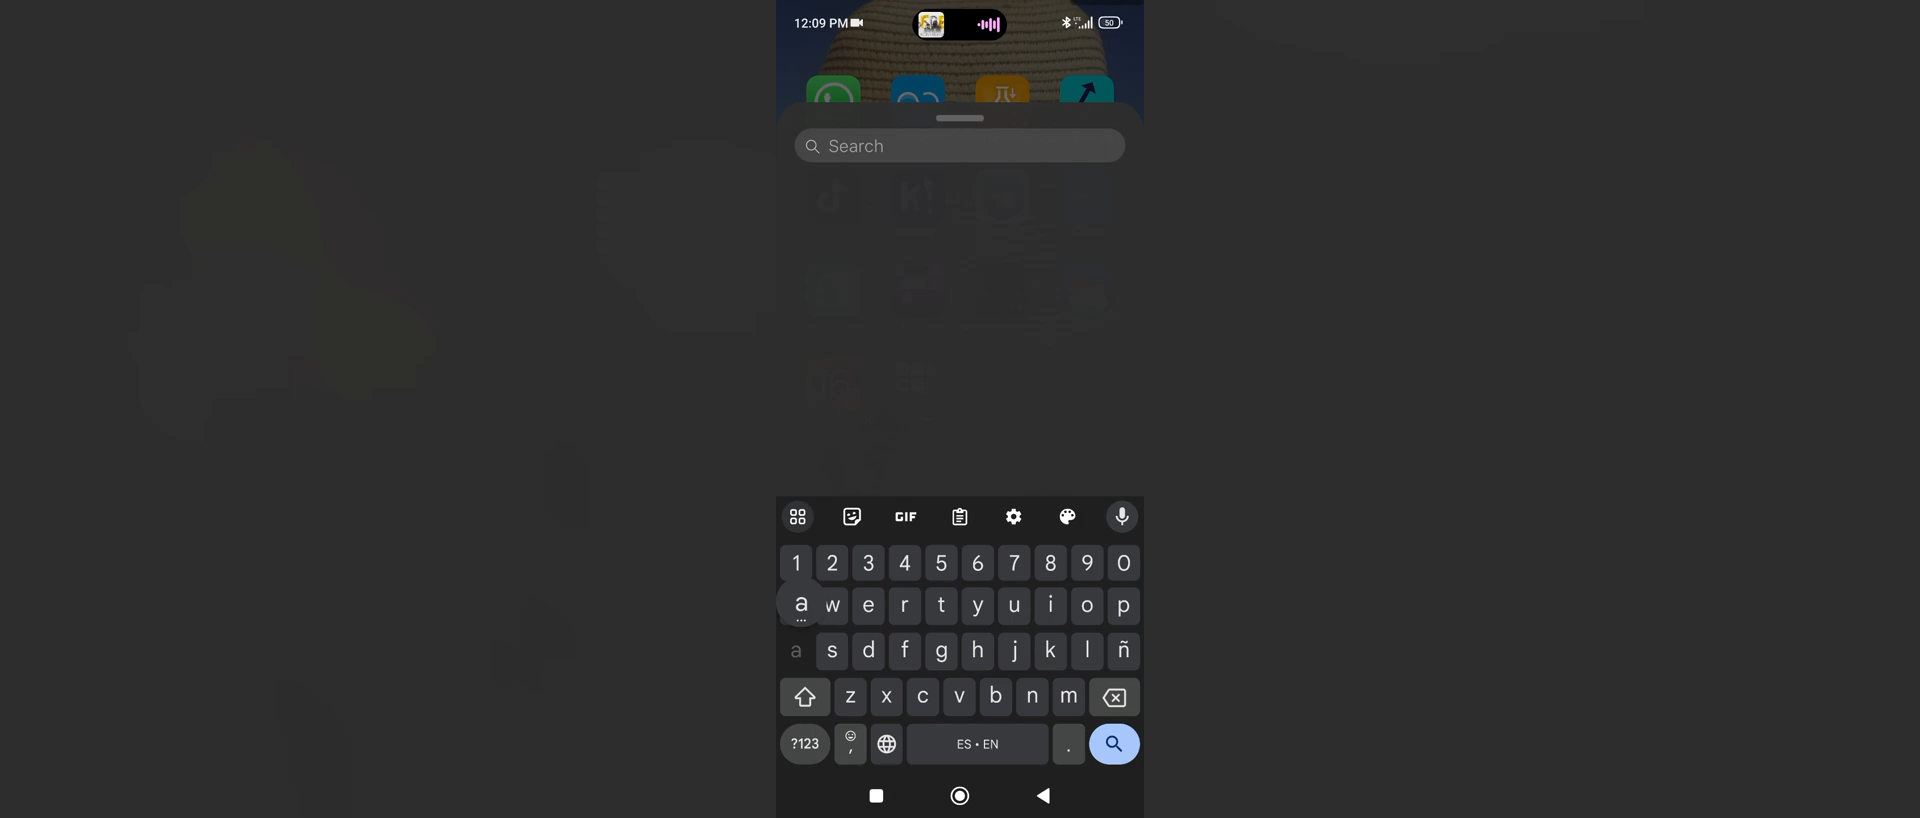 12:09 PM
LTE
50
Search
K!
GIF
1 2 3 4 5 6 7 8 9 0
a w e r t y u i o p
...
a s d f g h j k l ñ
z x c v b n m
?123 , ES • EN .